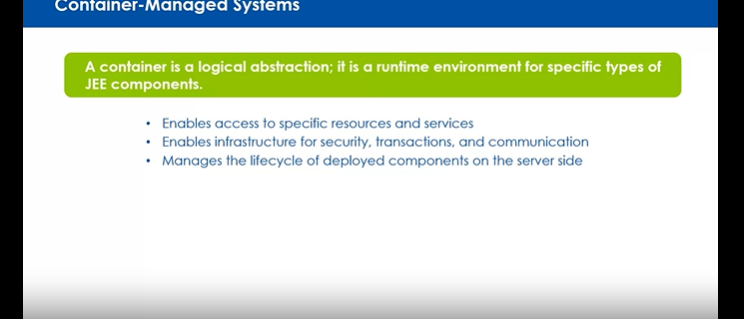 Container-Managed Systems
A container is a logical abstraction; it is a runtime environment for specific types of
JEE components.
• Enables access to specific resources and services
• Enables infrastructure for security, transactions, and communication
• Manages the lifecycle of deployed components on the server side